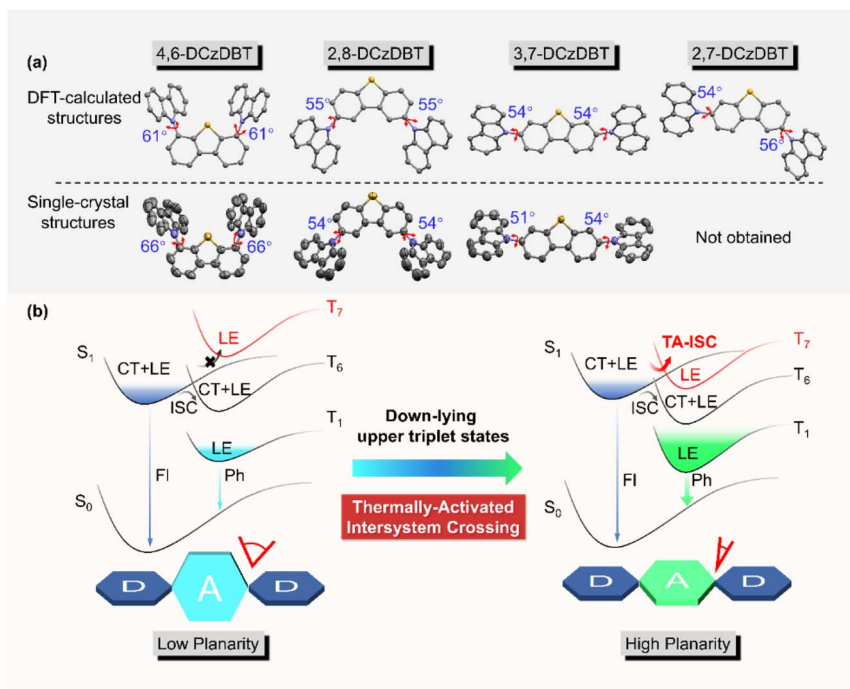 4,6-DCzDBT
2,8-DCzDBT
3,7-DCzDBT
2,7-DCzDBT
(a)
DFT-calculated
structures
61°
61°
55°
55°
54°
54°
54°
56°
Single-crystal
structures
66°
66°
54°
54°
51°
54°
Not obtained
(b)
S1
CT+LE
LE
T7
CT+LE
T6
ISC
T1
LE
Fl
Ph
S0
D
A
D
Low Planarity
Down-lying
upper triplet states
Thermally-Activated
Intersystem Crossing
S1
CT+LE
TA-ISC
T7
LE
T6
CT+LE
ISC
T1
LE
Fl
Ph
S0
D
A
D
High Planarity